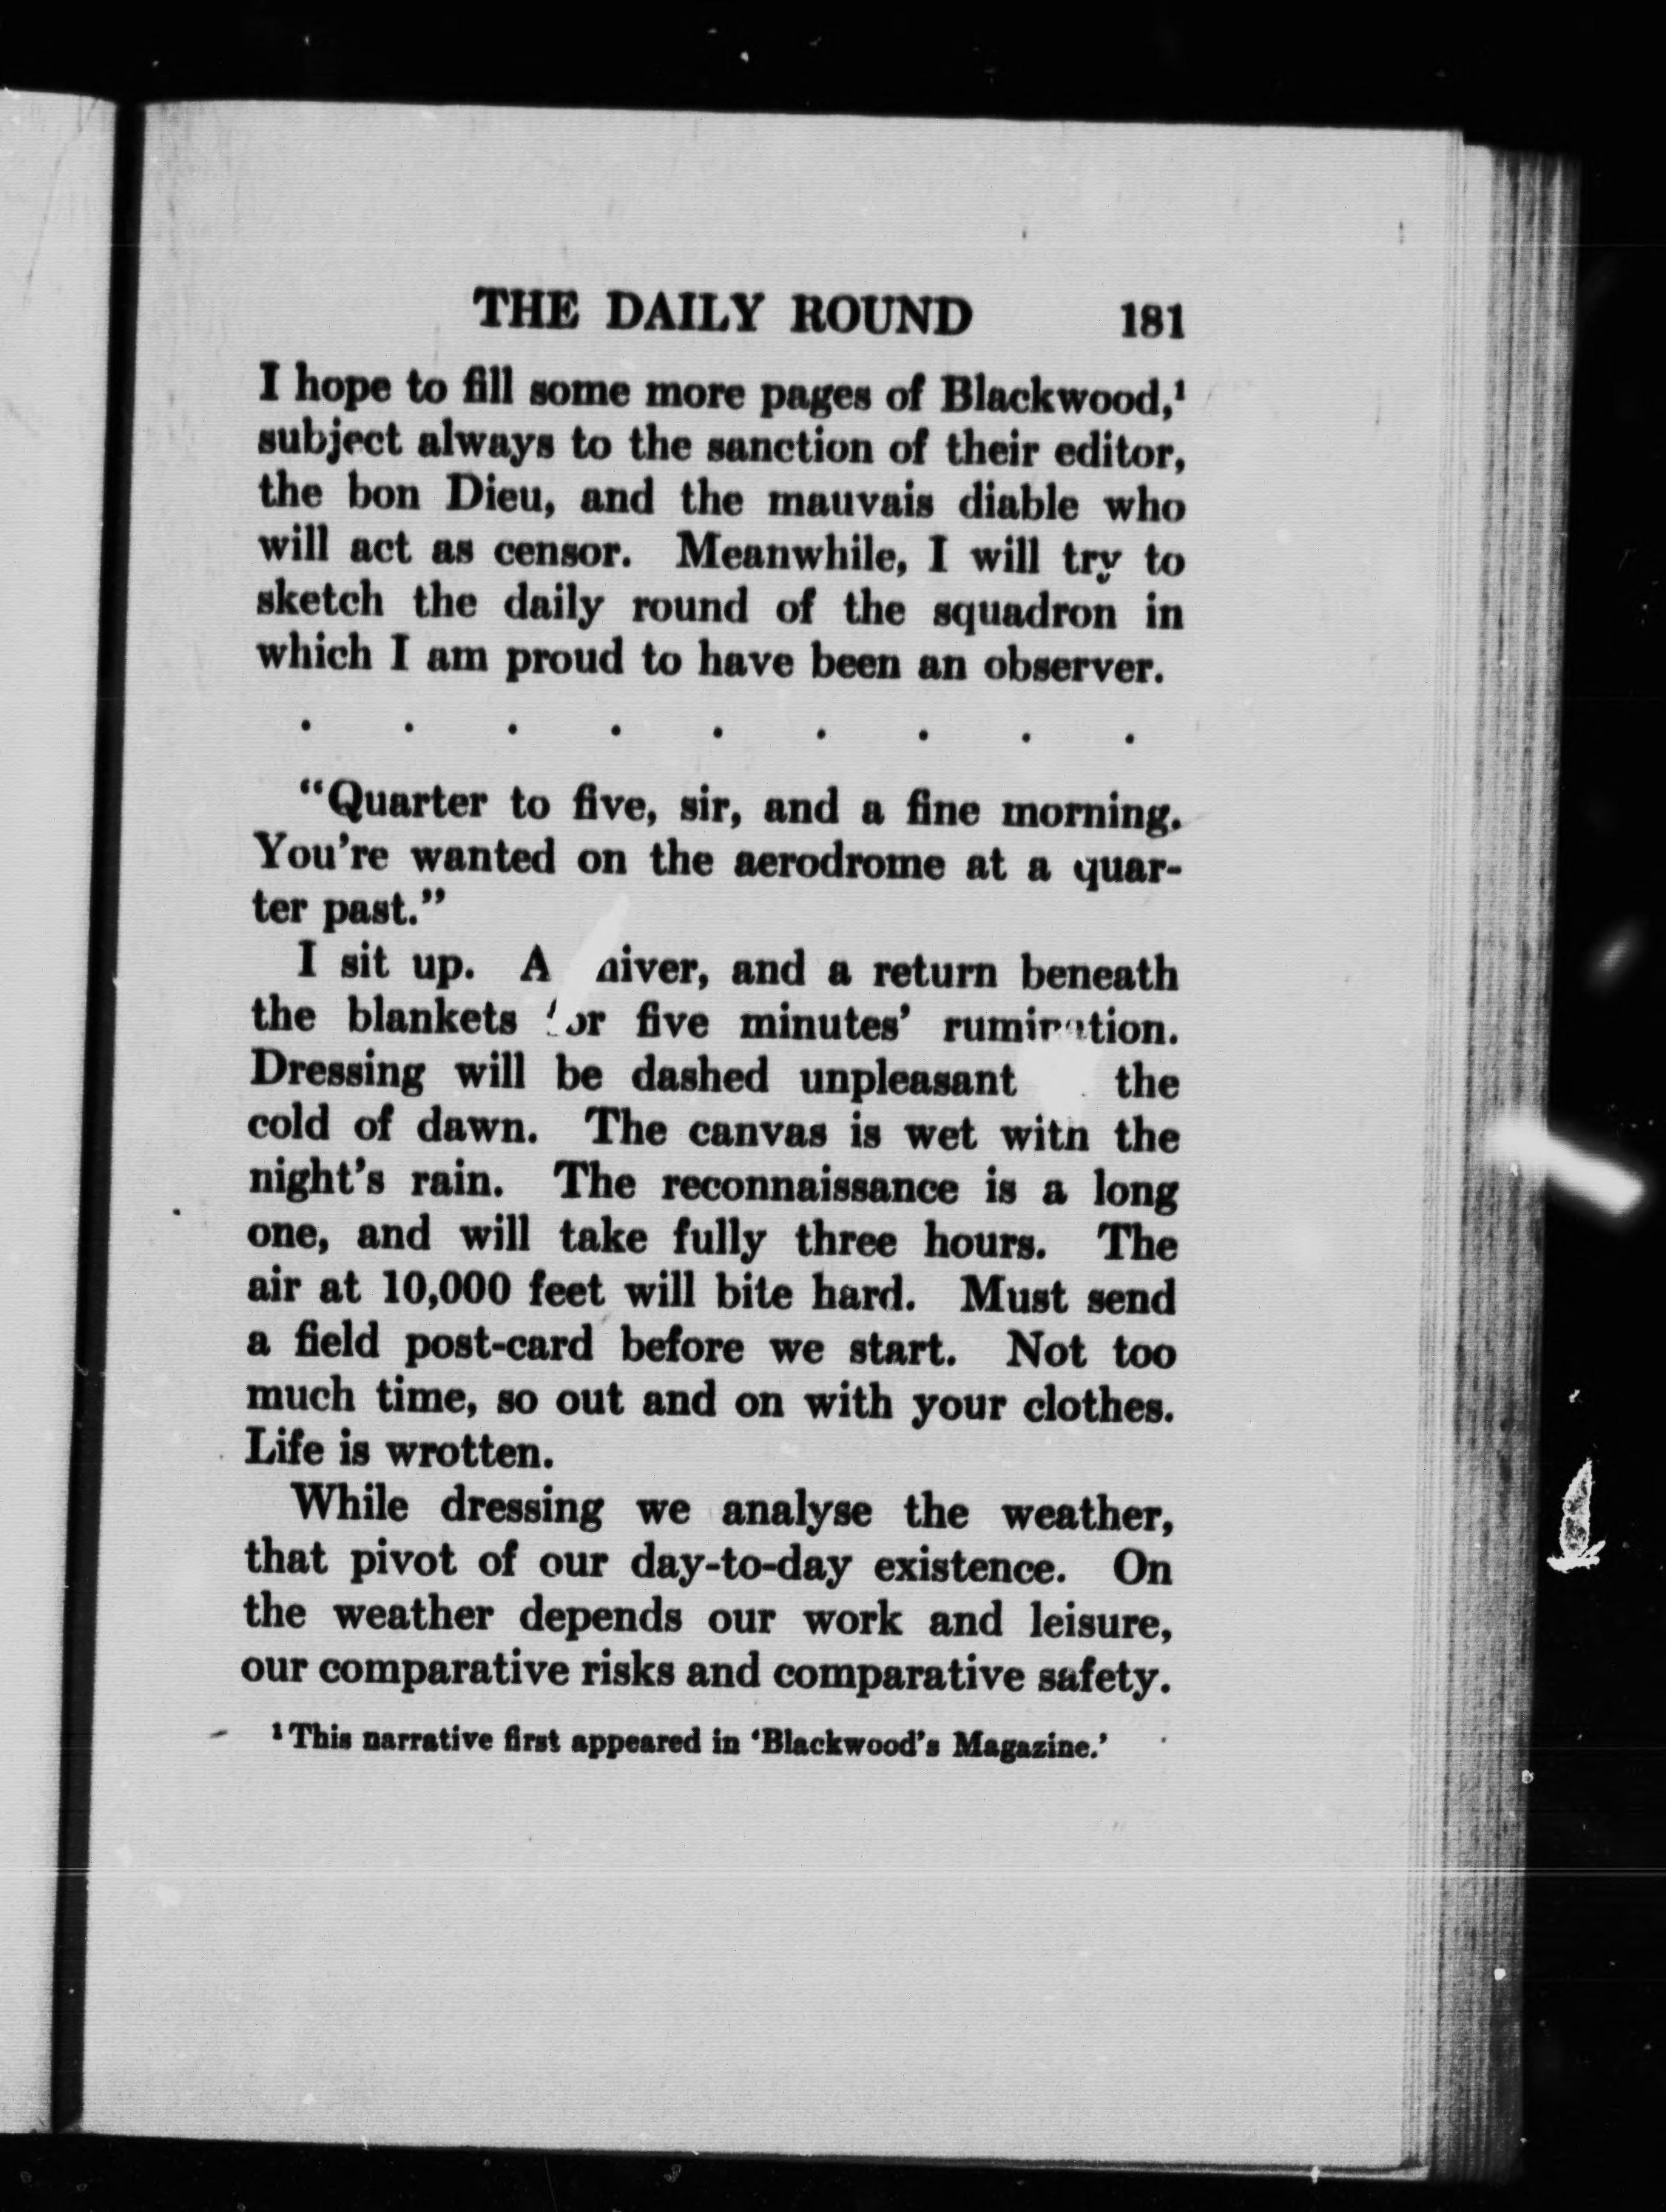 THE DAILY ROUND 181
I hope to fill some more pages of Blackwood,¹
subject always to the sanction of their editor,
the bon Dieu, and the mauvais diable who
will act as censor. Meanwhile, I will try to
sketch the daily round of the squadron in
which I am proud to have been an observer.
. . . . . . . . .
“Quarter to five, sir, and a fine morning.
You're wanted on the aerodrome at a quar-
ter past.”
I sit up. A shiver, and a return beneath
the blankets for five minutes' rumination.
Dressing will be dashed unpleasant the
cold of dawn. The canvas is wet with the
night's rain. The reconnaissance is a long
one, and will take fully three hours. The
air at 10,000 feet will bite hard. Must send
a field post-card before we start. Not too
much time, so out and on with your clothes.
Life is wrotten.
While dressing we analyse the weather,
that pivot of our day-to-day existence. On
the weather depends our work and leisure,
our comparative risks and comparative safety.
¹ This narrative first appeared in ‘Blackwood's Magazine.’